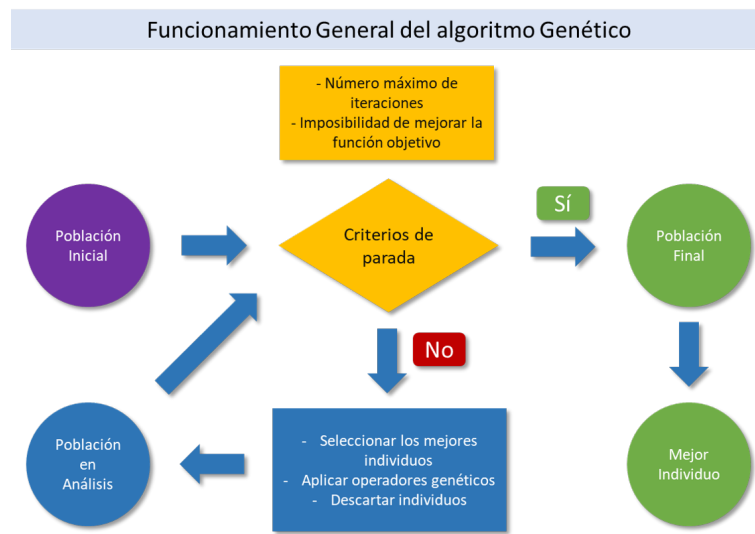 Funcionamiento General del algoritmo Genético
- Número máximo de
iteraciones
- Imposibilidad de mejorar la
función objetivo
Población
Inicial
Criterios de
parada
Sí
Población
Final
No
Población
en
Análisis
- Seleccionar los mejores
individuos
- Aplicar operadores genéticos
- Descartar individuos
Mejor
Individuo